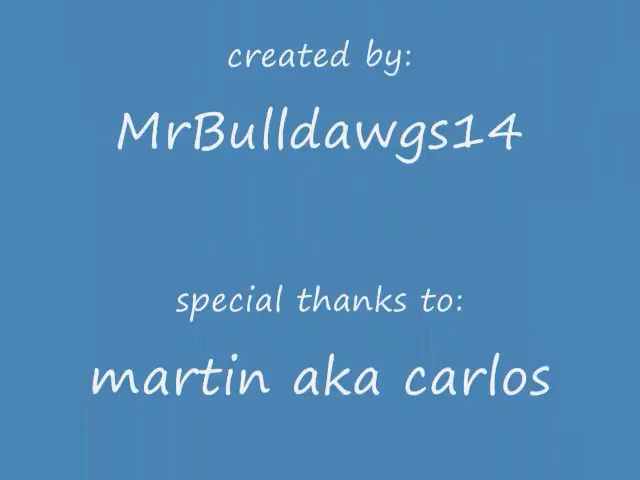 created by:
MrBulldawgs14
special thanks to:
martin aka carlos